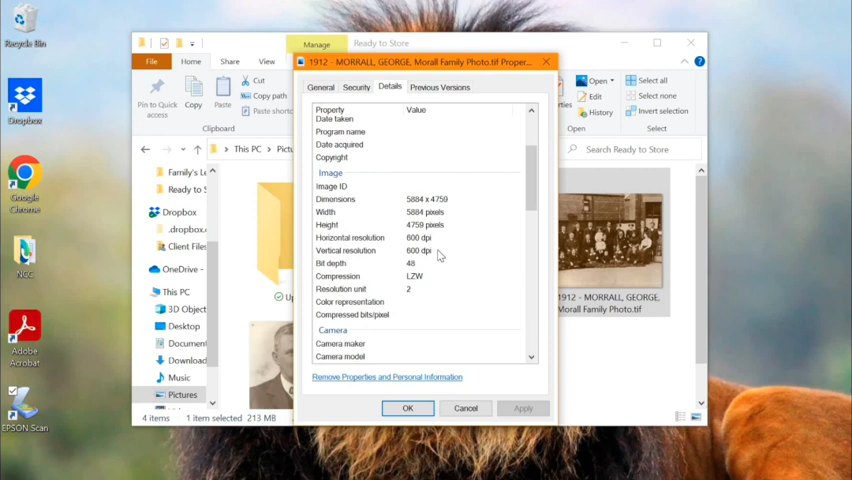 Recycle Bin
Dropbox
Google
Chrome
NGC
Adobe
Acrobat
EPSON Scan
Manage
Ready to Store
File
Home
Share
View
Pin to Quick
access
Copy
Paste
Cut
Copy path
Paste shortc
Clipboard
Open
Edit
History
Open
Select all
Select none
Invert selection
Select
This PC
Pictu
Search Ready to Store
Family's Le
Ready to S
Dropbox
.dropbox.c
Client Files
OneDrive -
This PC
3D Object
Desktop
Document
Download
Music
Pictures
4 items
1 item selected
213 MB
1912 - MORRALL, GEORGE, Morall Family Photo.tif Proper...
General
Security
Details
Previous Versions
Property
Value
Date taken
Program name
Date acquired
Copyright
Image
Image ID
Dimensions 5884 x 4759
Width 5884 pixels
Height 4759 pixels
Horizontal resolution 600 dpi
Vertical resolution 600 dpi
Bit depth 48
Compression LZW
Resolution unit 2
Color representation
Compressed bits/pixel
Camera
Camera maker
Camera model
Remove Properties and Personal Information
OK
Cancel
Apply
1912 - MORRALL, GEORGE,
Morall Family Photo.tif